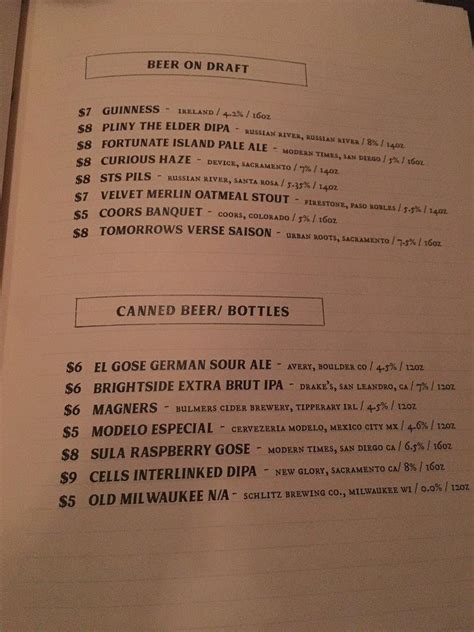 BEER ON DRAFT
$7 GUINNESS - IRELAND / 4.2% / 16OZ
$8 PLINY THE ELDER DIPA - RUSSIAN RIVER, RUSSIAN RIVER / 8% / 14OZ
$8 FORTUNATE ISLAND PALE ALE - MODERN TIMES, SAN DIEGO / 5% / 16OZ
$8 CURIOUS HAZE - DEVICE, SACRAMENTO / 7% / 14OZ
$8 STS PILS - RUSSIAN RIVER, SANTA ROSA / 5.35% / 14OZ
$7 VELVET MERLIN OATMEAL STOUT - FIRESTONE, PASO ROBLES / 5.5% / 14OZ
$5 COORS BANQUET - COORS, COLORADO / 5% / 16OZ
$8 TOMORROWS VERSE SAISON - URBAN ROOTS, SACRAMENTO / 7.5% / 16OZ
CANNED BEER/ BOTTLES
$6 EL GOSE GERMAN SOUR ALE - AVERY, BOULDER CO / 4.5% / 12OZ
$6 BRIGHTSIDE EXTRA BRUT IPA - DRAKE'S, SAN LEANDRO, CA / 7% / 12OZ
$6 MAGNERS - BULMERS CIDER BREWERY, TIPPERARY IRL / 4.5% / 12OZ
$5 MODELO ESPECIAL - CERVEZERIA MODELO, MEXICO CITY MX / 4.6% / 12OZ
$8 SULA RASPBERRY GOSE - MODERN TIMES, SAN DIEGO CA / 6.5% / 16OZ
$9 CELLS INTERLINKED DIPA - NEW GLORY, SACRAMENTO CA/ 8% / 16OZ
$5 OLD MILWAUKEE N/A - SCHLITZ BREWING CO., MILWAUKEE WI / 0.0% / 12OZ